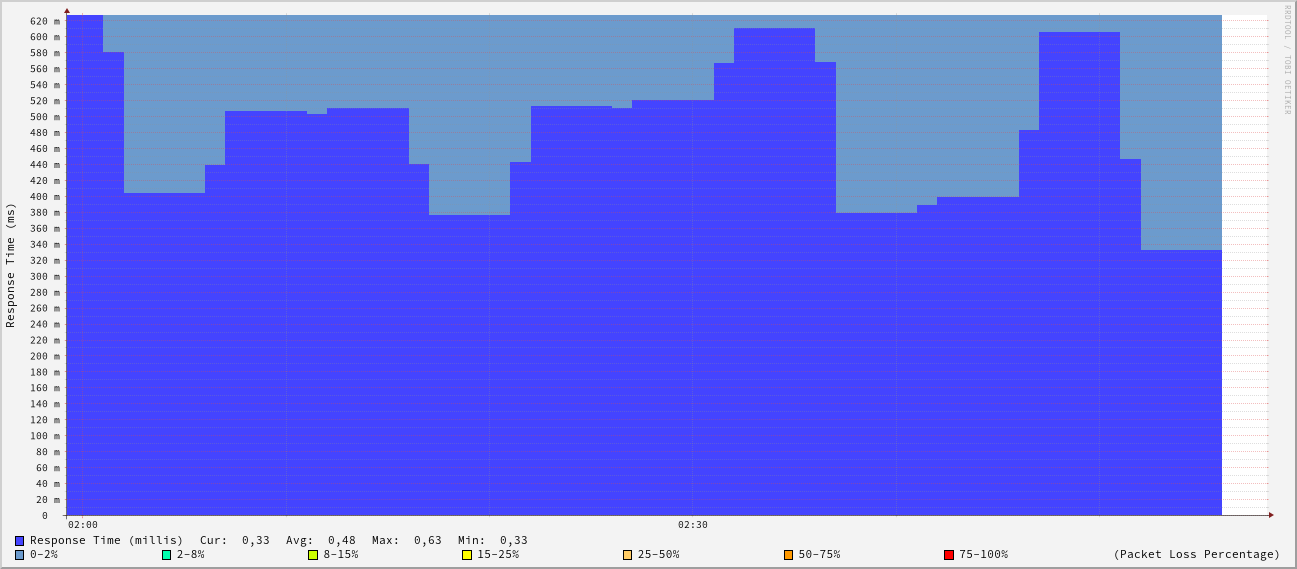 RRDTOOL / TOBI OETIKER
Response Time (ms)
620 m
600 m
580 m
560 m
540 m
520 m
500 m
480 m
460 m
440 m
420 m
400 m
380 m
360 m
340 m
320 m
300 m
280 m
260 m
240 m
220 m
200 m
180 m
160 m
140 m
120 m
100 m
80 m
60 m
40 m
20 m
0
02:00 02:30
Response Time (millis) Cur: 0,33 Avg: 0,48 Max: 0,63 Min: 0,33
0-2% 2-8% 8-15% 15-25% 25-50% 50-75% 75-100% (Packet Loss Percentage)